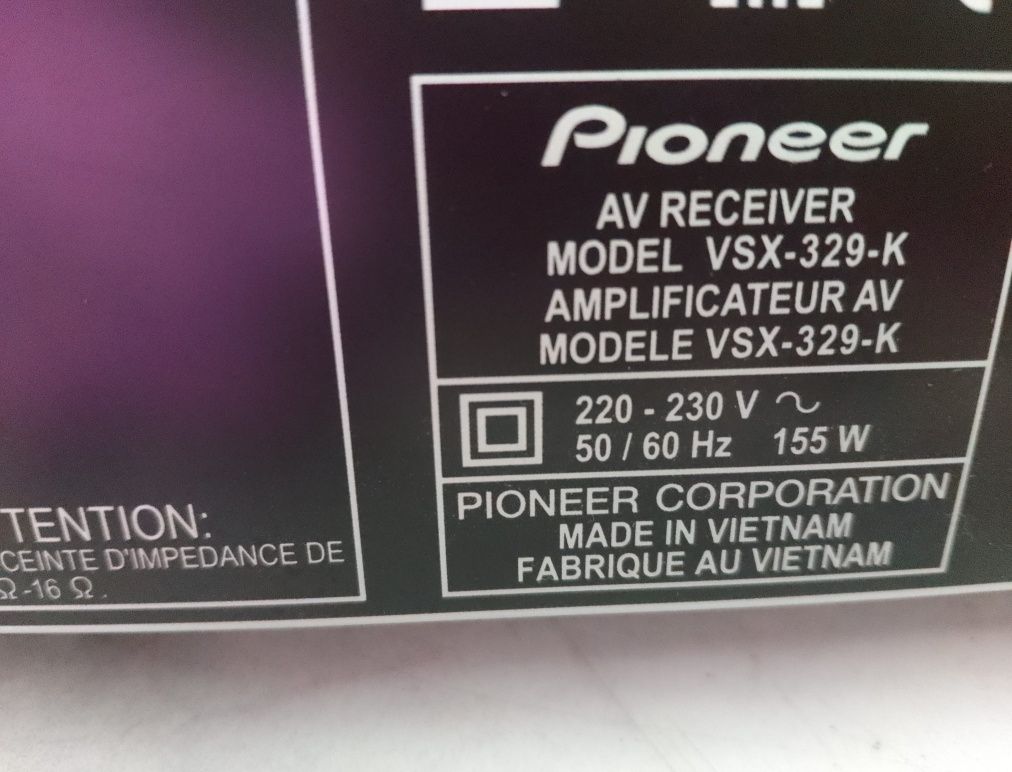 Pioneer
AV RECEIVER
MODEL VSX-329-K
AMPLIFICATEUR AV
MODELE VSX-329-K
220 - 230 V ~
50 / 60 Hz 155 W
PIONEER CORPORATION
MADE IN VIETNAM
FABRIQUE AU VIETNAM
TENTION:
CEINTE D'IMPEDANCE DE
Ω-16 Ω.